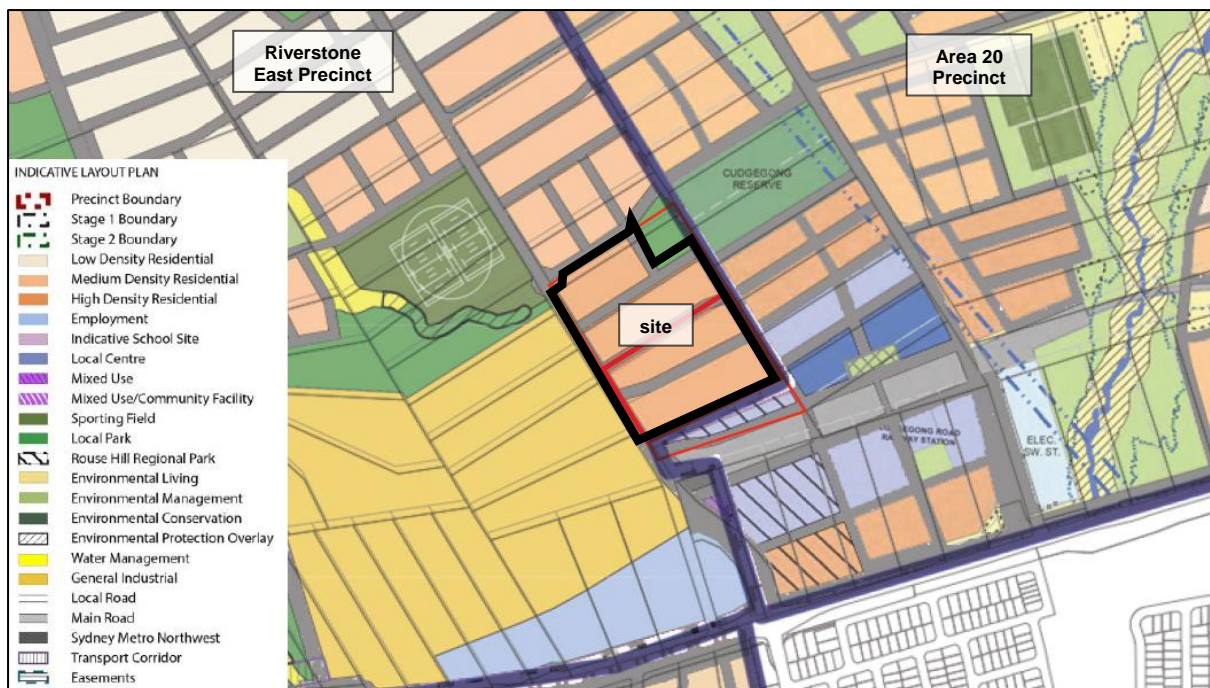 Riverstone
East Precinct
Area 20
Precinct
CUDGEGONG
RESERVE
site
INDICATIVE LAYOUT PLAN
Precinct Boundary
Stage 1 Boundary
Stage 2 Boundary
Low Density Residential
Medium Density Residential
High Density Residential
Employment
Indicative School Site
Local Centre
Mixed Use
Mixed Use/Community Facility
Sporting Field
Local Park
Rouse Hill Regional Park
Environmental Living
Environmental Management
Environmental Conservation
Environmental Protection Overlay
Water Management
General Industrial
Local Road
Main Road
Sydney Metro Northwest
Transport Corridor
Easements
CUDGEGONG ROAD
RAILWAY STATION
ELEC.
SW. ST.